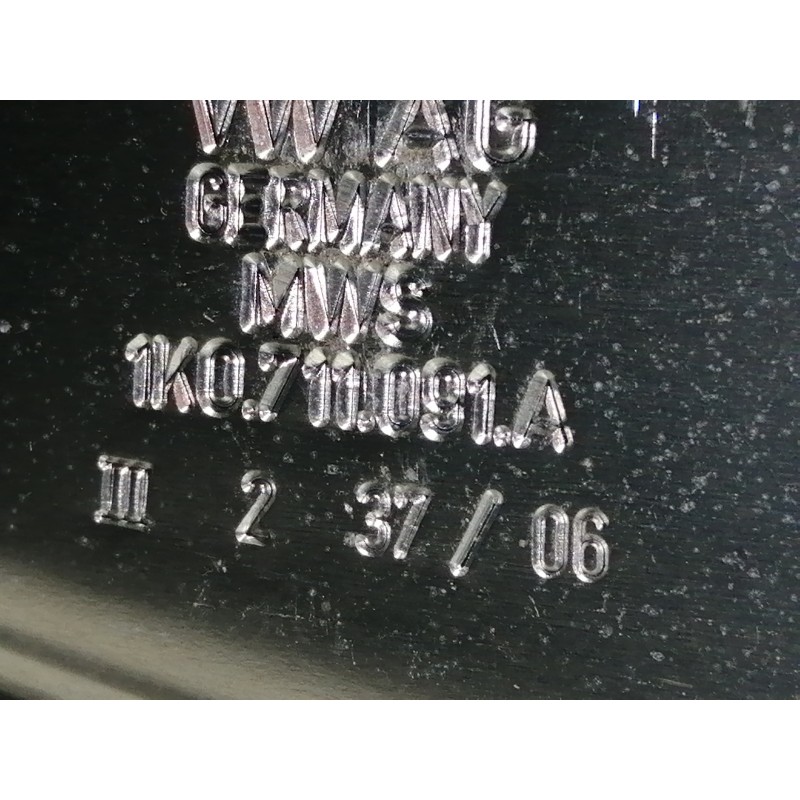 VW AG
GERMANY
MWS
1K0.711.091.A
III 2 37/06